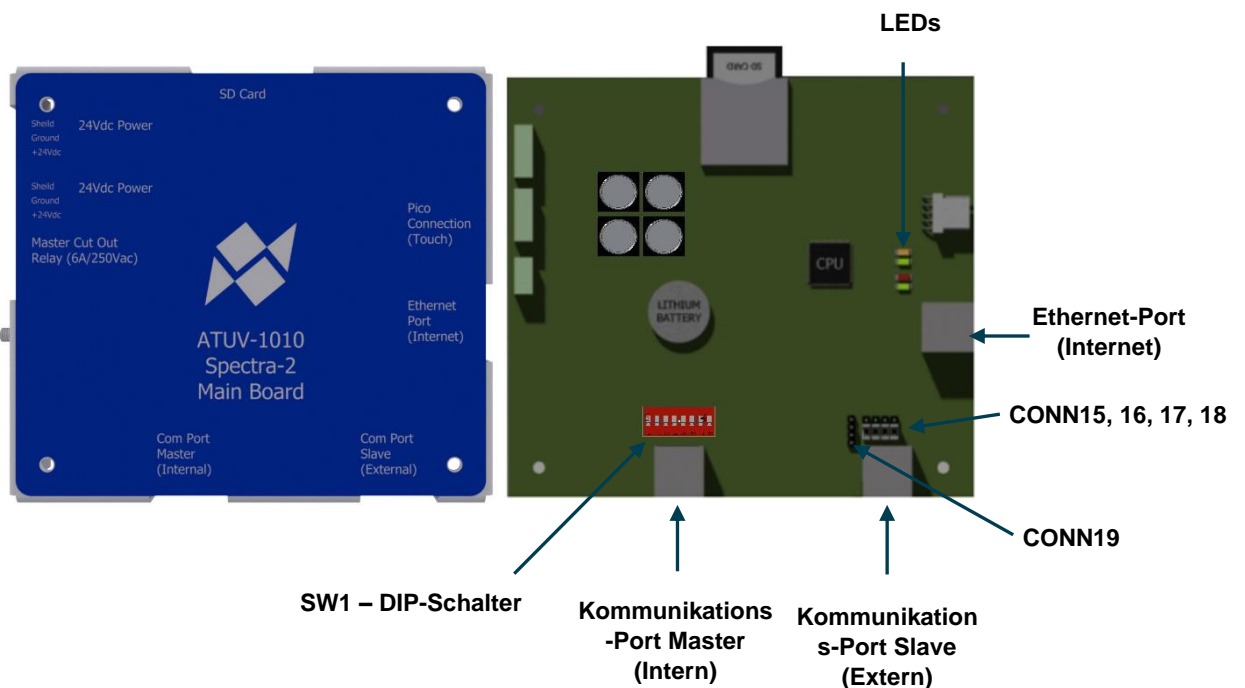 LEDs
SD Card
Sheild
Ground
+24Vdc
24Vdc Power
Sheild
Ground
+24Vdc
24Vdc Power
Master Cut Out
Relay (6A/250Vac)
Pico
Connection
(Touch)
Ethernet
Port
(Internet)
ATUV-1010
Spectra-2
Main Board
Com Port
Master
(Internal)
Com Port
Slave
(External)
SD CARD
CPU
LITHIUM
BATTERY
Ethernet-Port
(Internet)
CONN15, 16, 17, 18
CONN19
SW1 – DIP-Schalter
Kommunikations
-Port Master
(Intern)
Kommunikation
s-Port Slave
(Extern)